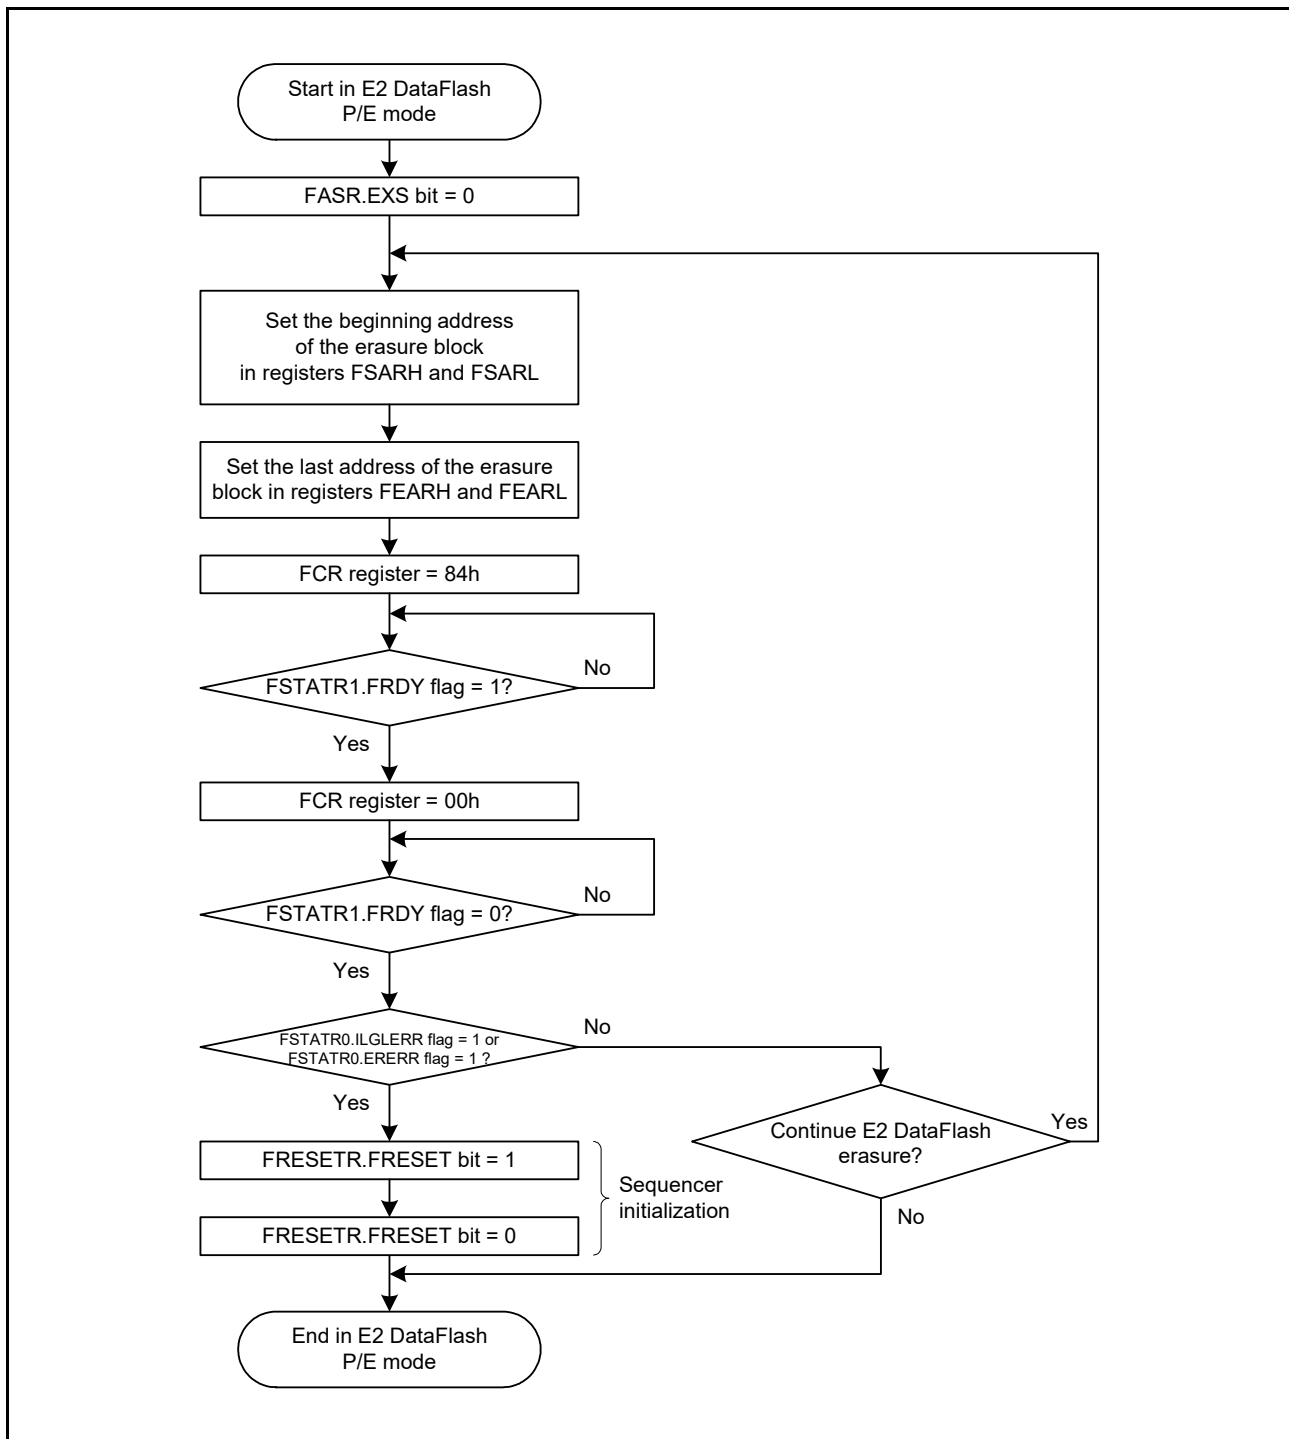 Start in E2 DataFlash
P/E mode
FASR.EXS bit = 0
Set the beginning address
of the erasure block
in registers FSARH and FSARL
Set the last address of the erasure
block in registers FEARH and FEARL
FCR register = 84h
FSTATR1.FRDY flag = 1?
No
Yes
FCR register = 00h
FSTATR1.FRDY flag = 0?
No
Yes
FSTATR0.ILGLERR flag = 1 or
FSTATR0.ERERR flag = 1 ?
No
Yes
Continue E2 DataFlash
erasure?
Yes
No
FRESETR.FRESET bit = 1
FRESETR.FRESET bit = 0
Sequencer
initialization
End in E2 DataFlash
P/E mode